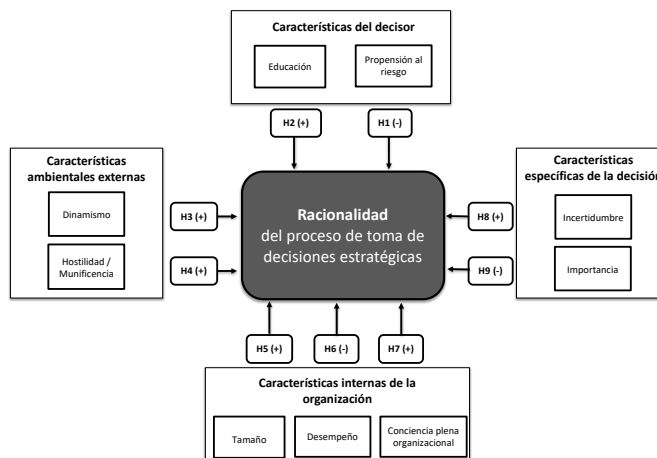 Características del decisor
Educación
Propensión al
riesgo
H2 (+)
H1 (-)
Características
ambientales externas
Dinamismo
Hostilidad /
Munificencia
H3 (+)
H4 (+)
Racionalidad
del proceso de toma de
decisiones estratégicas
Características
específicas de la decisión
Incertidumbre
Importancia
H8 (+)
H9 (-)
H5 (+)
H6 (-)
H7 (+)
Características internas de la
organización
Tamaño
Desempeño
Conciencia plena
organizacional